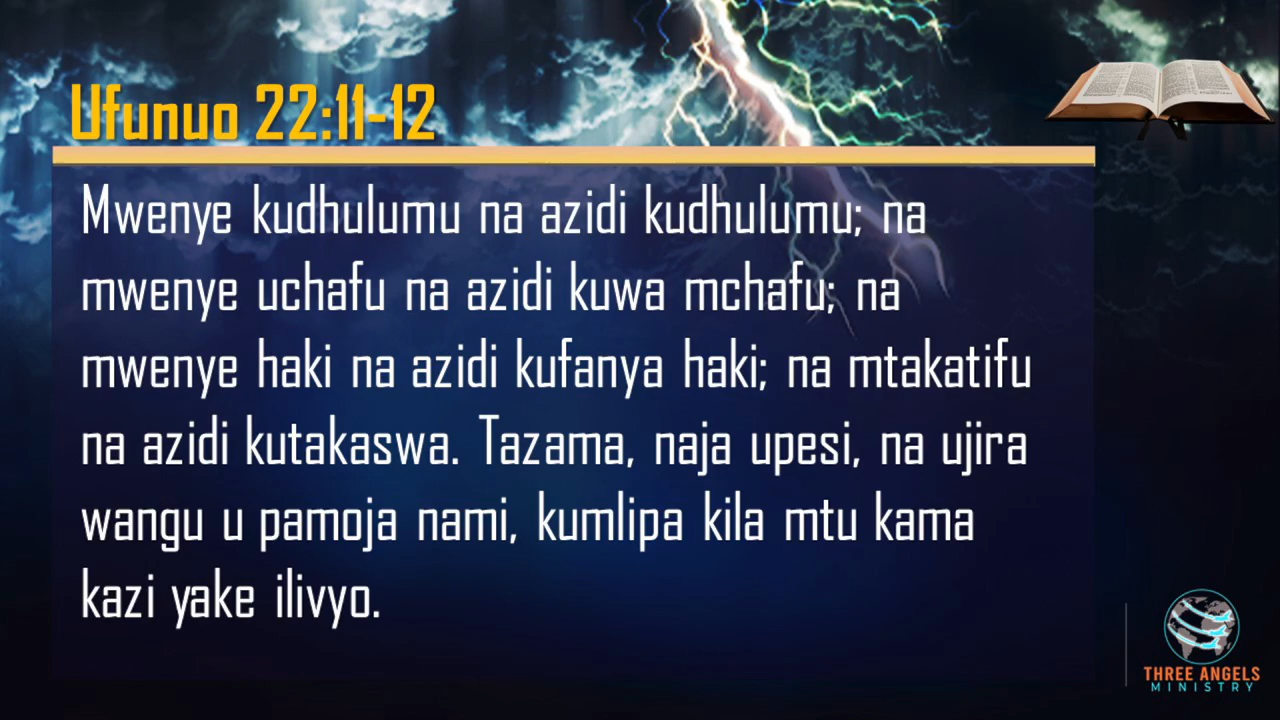 Ufunuo 22:11-12
Mwenye kudhulumu na azidi kudhulumu; na
mwenye uchafu na azidi kuwa mchafu; na
mwenye haki na azidi kufanya haki; na mtakatifu
na azidi kutakaswa. Tazama, naja upesi, na ujira
wangu u pamoja nami, kumlipa kila mtu kama
kazi yake ilivyo.
THREE ANGELS
MINISTRY